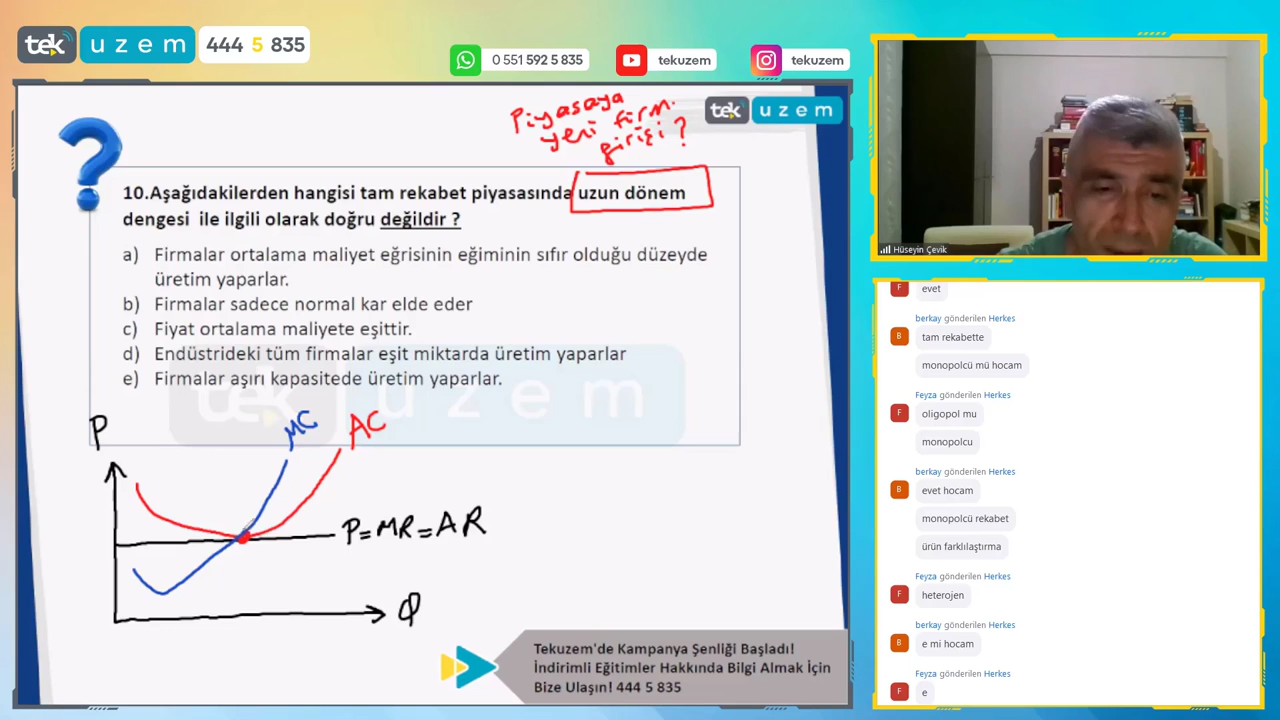 tek uzem 444 5 835
0 551 592 5 835 tekuzem tekuzem
Piyasaya
yeni firm.
girişi ?
tek uzem
10.Aşağıdakilerden hangisi tam rekabet piyasasında uzun dönem
dengesi ile ilgili olarak doğru değildir ?
a) Firmalar ortalama maliyet eğrisinin eğiminin sıfır olduğu düzeyde
üretim yaparlar.
b) Firmalar sadece normal kar elde eder
c) Fiyat ortalama maliyete eşittir.
d) Endüstrideki tüm firmalar eşit miktarda üretim yaparlar
e) Firmalar aşırı kapasitede üretim yaparlar.
tek uzem
P
MC
AC
P=MR=AR
Q
Tekuzem'de Kampanya Şenliği Başladı!
İndirimli Eğitimler Hakkında Bilgi Almak İçin
Bize Ulaşın! 444 5 835
Hüseyin Çevik
F evet
berkay gönderilen Herkes
B tam rekabette
monopolcü mü hocam
Feyza gönderilen Herkes
F oligopol mu
monopolcu
berkay gönderilen Herkes
B evet hocam
monopolcü rekabet
ürün farklılaştırma
Feyza gönderilen Herkes
F heterojen
berkay gönderilen Herkes
B e mi hocam
Feyza gönderilen Herkes
F e